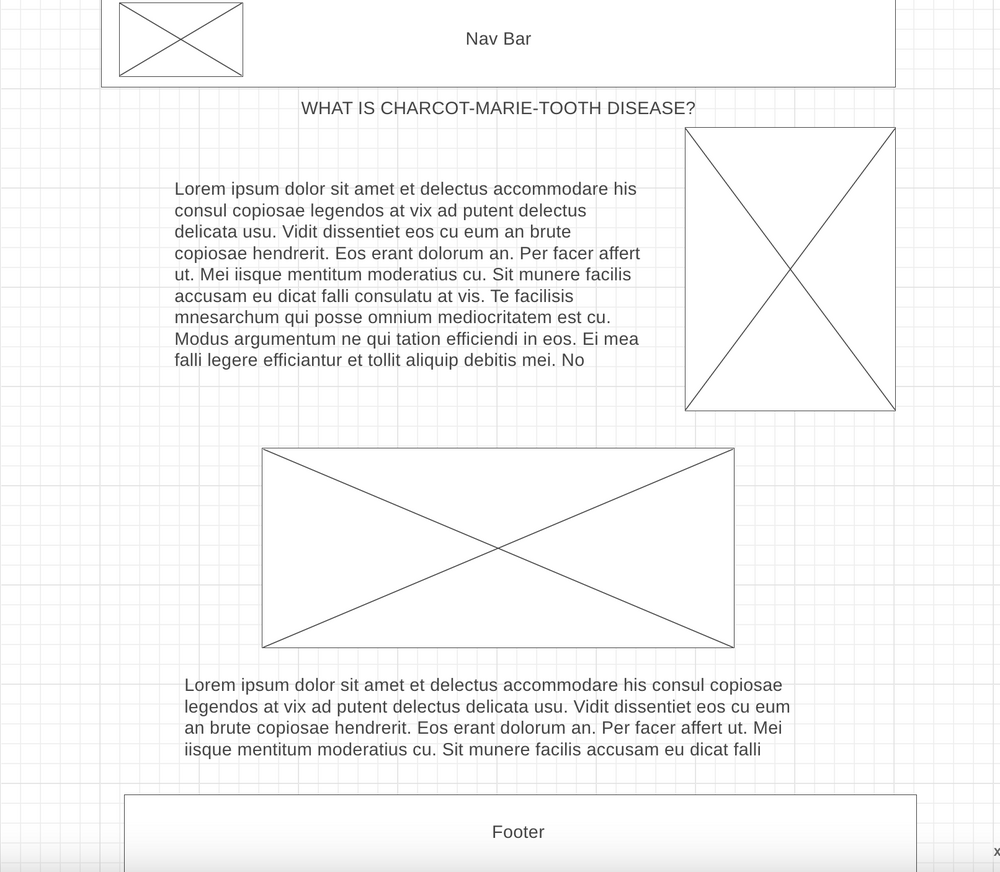 Nav Bar
WHAT IS CHARCOT-MARIE-TOOTH DISEASE?
Lorem ipsum dolor sit amet et delectus accommodare his
consul copiosae legendos at vix ad putent delectus
delicata usu. Vidit dissentiet eos cu eum an brute
copiosae hendrerit. Eos erant dolorum an. Per facer affert
ut. Mei iisque mentitum moderatius cu. Sit munere facilis
accusam eu dicat falli consulatu at vis. Te facilisis
mnesarchum qui posse omnium mediocritatem est cu.
Modus argumentum ne qui tation efficiendi in eos. Ei mea
falli legere efficiantur et tollit aliquip debitis mei. No
Lorem ipsum dolor sit amet et delectus accommodare his consul copiosae
legendos at vix ad putent delectus delicata usu. Vidit dissentiet eos cu eum
an brute copiosae hendrerit. Eos erant dolorum an. Per facer affert ut. Mei
iisque mentitum moderatius cu. Sit munere facilis accusam eu dicat falli
Footer
x